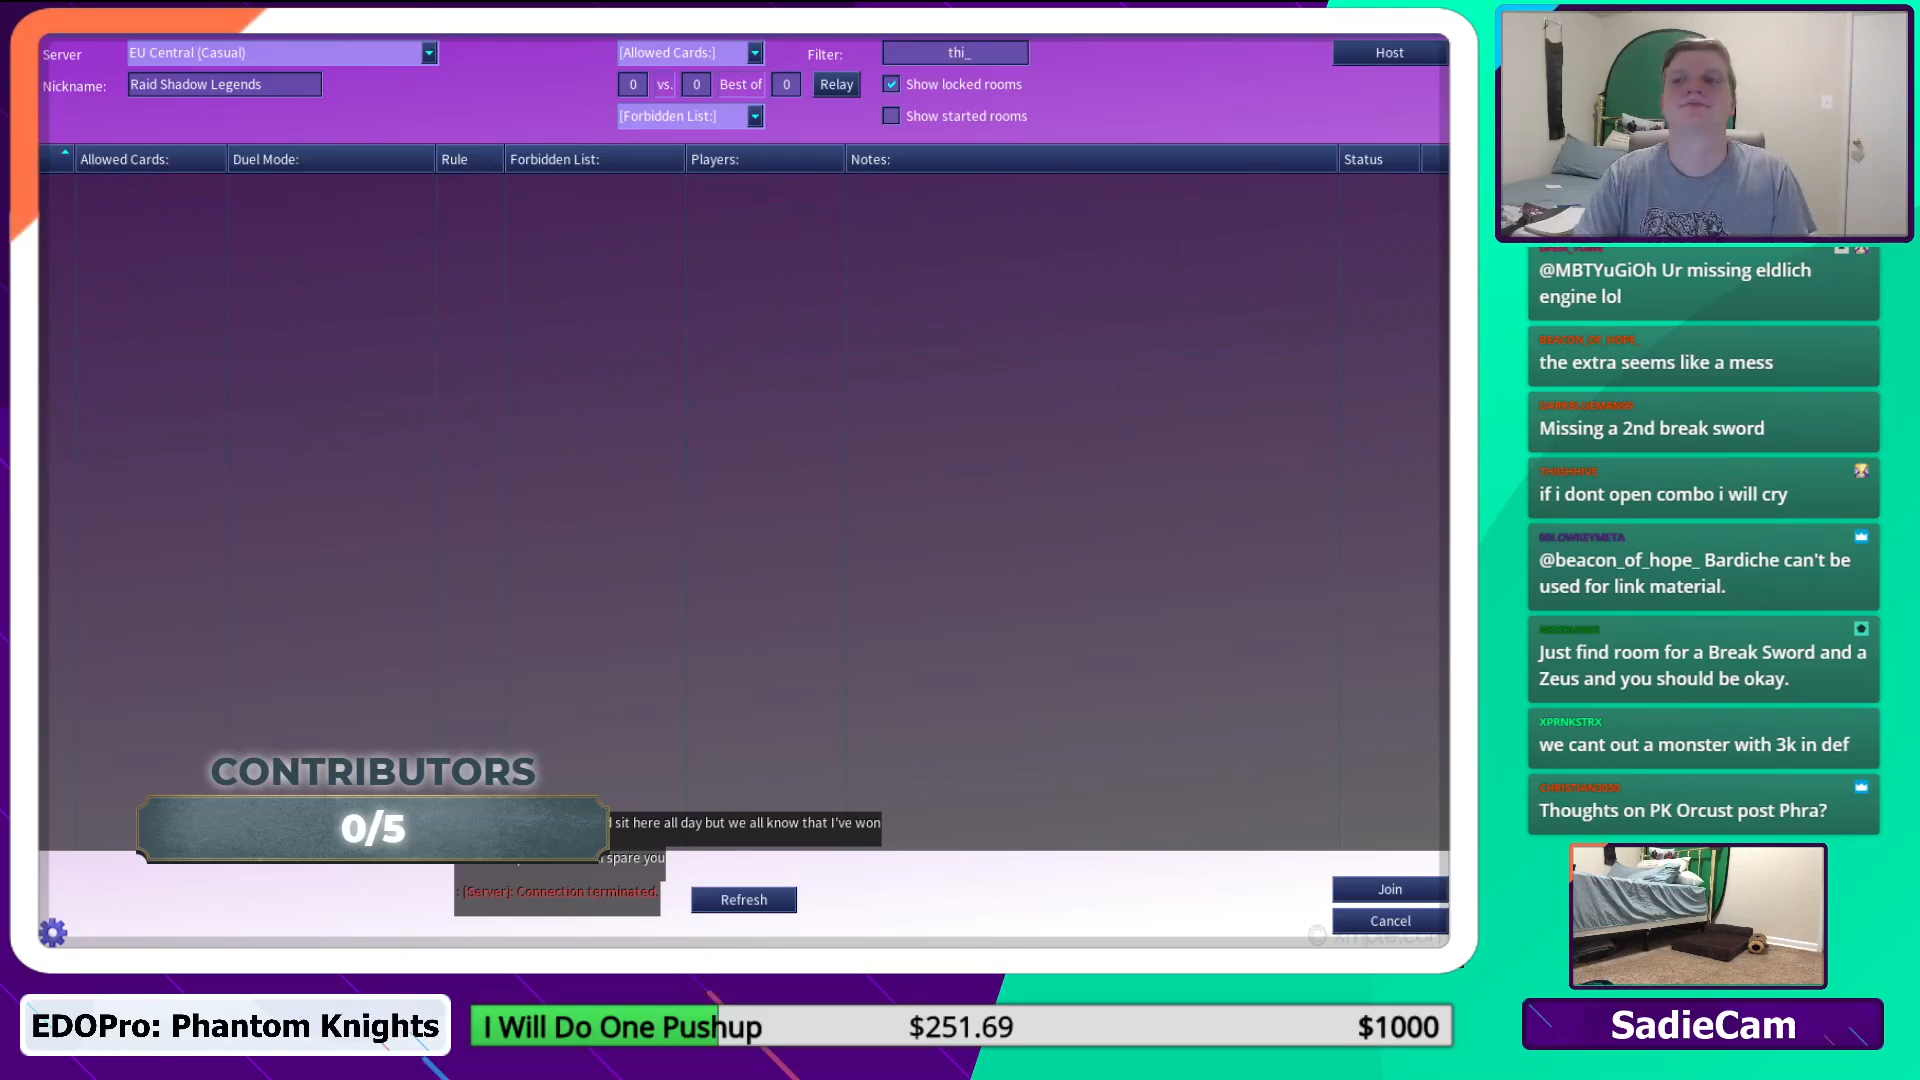 Server
EU Central (Casual)
[Allowed Cards:]
Filter:
thi_
Host
Nickname:
Raid Shadow Legends
0
vs.
0
Best of
0
Relay
Show locked rooms
[Forbidden List:]
Show started rooms
Allowed Cards:
Duel Mode:
Rule
Forbidden List:
Players:
Notes:
Status
@MBTYuGiOh Ur missing eldlich
engine lol
BEACON_OF_HOPE_
the extra seems like a mess
DARKBLUEMAN99
Missing a 2nd break sword
THIGHHIVE
if i dont open combo i will cry
00LOWKEYMETA
@beacon_of_hope_ Bardiche can't be
used for link material.
Just find room for a Break Sword and a
Zeus and you should be okay.
XPRNKSTRX
we cant out a monster with 3k in def
CHRISTIAN3030
Thoughts on PK Orcust post Phra?
CONTRIBUTORS
0/5
sit here all day but we all know that I've won
spare you
: [Server]: Connection terminated.
Refresh
Join
Cancel
EDOPro: Phantom Knights
I Will Do One Pushup
$251.69
$1000
SadieCam